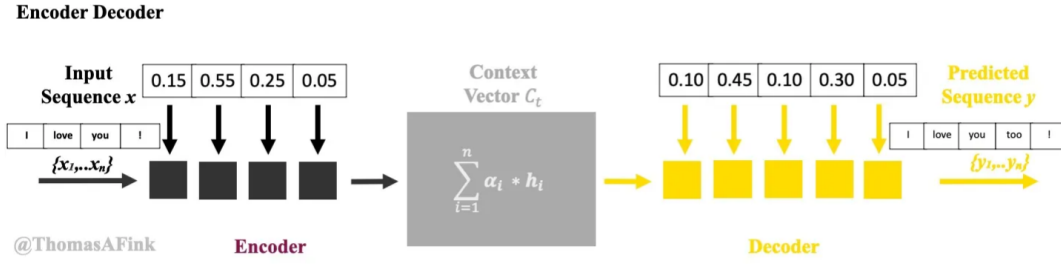 Encoder Decoder
Input
Sequence x
0.15 0.55 0.25 0.05
Context
Vector C_t
0.10 0.45 0.10 0.30 0.05
Predicted
Sequence y
I love you !
{x₁,..xₙ}
n
∑ αᵢ * hᵢ
i=1
I love you too !
{y₁,..yₙ}
@ThomasAFink
Encoder
Decoder